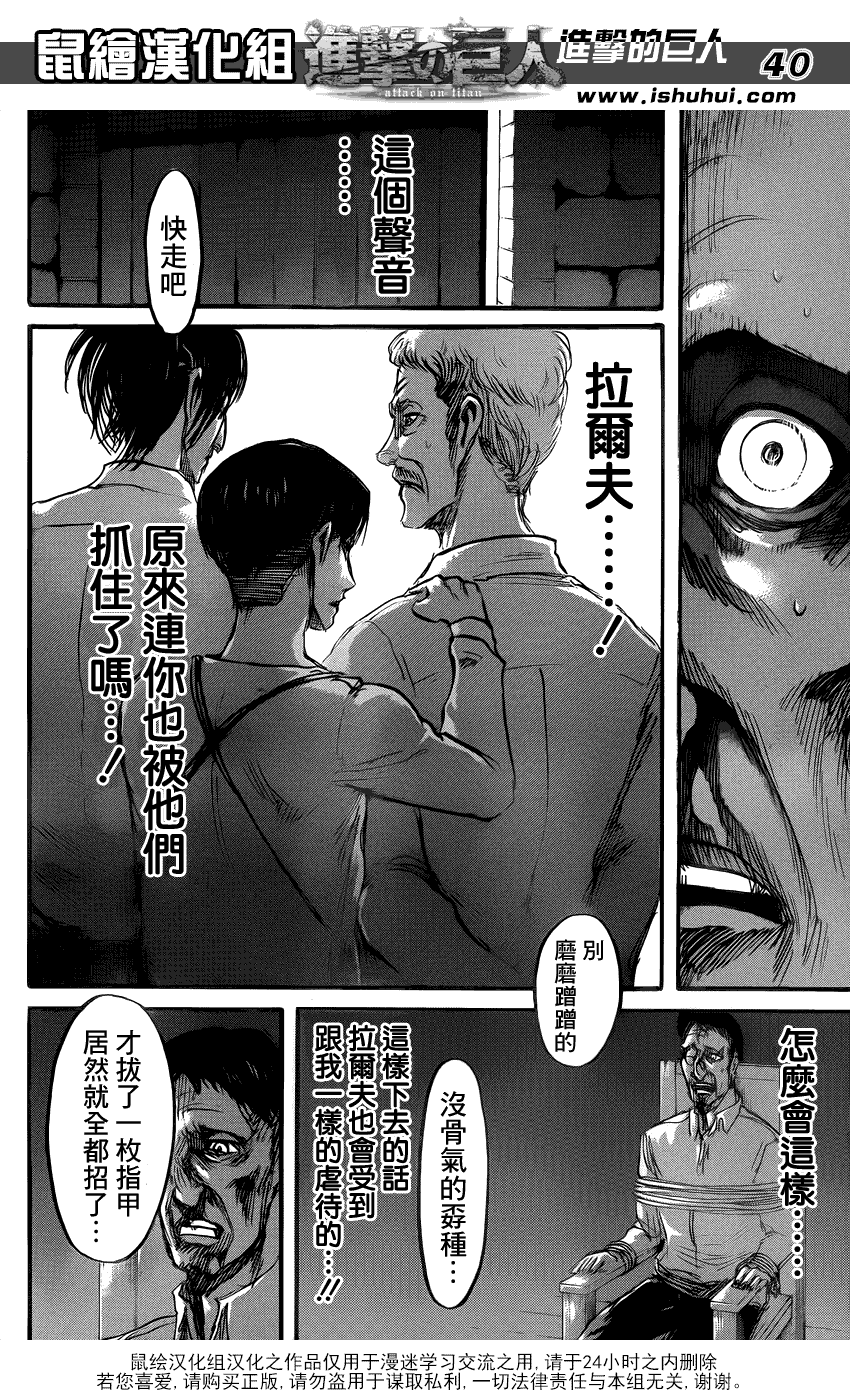 鼠繪漢化組
進撃の巨人
attack on titan
進擊的巨人
40
www.ishuhui.com
這個聲音
……
快走吧
拉爾夫……！
原來連你也被他們
抓住了嗎…！
別
磨磨蹭蹭的
怎麼會這樣……
沒骨氣的孬種…
這樣下去的話
拉爾夫也會受到
跟我一樣的虐待的…!!
才拔了一枚指甲
居然就全都招了…
鼠绘汉化组汉化之作品仅用于漫迷学习交流之用, 请于24小时之内删除
若您喜爱, 请购买正版, 请勿盗用于谋取私利, 一切法律责任与本组无关, 谢谢.